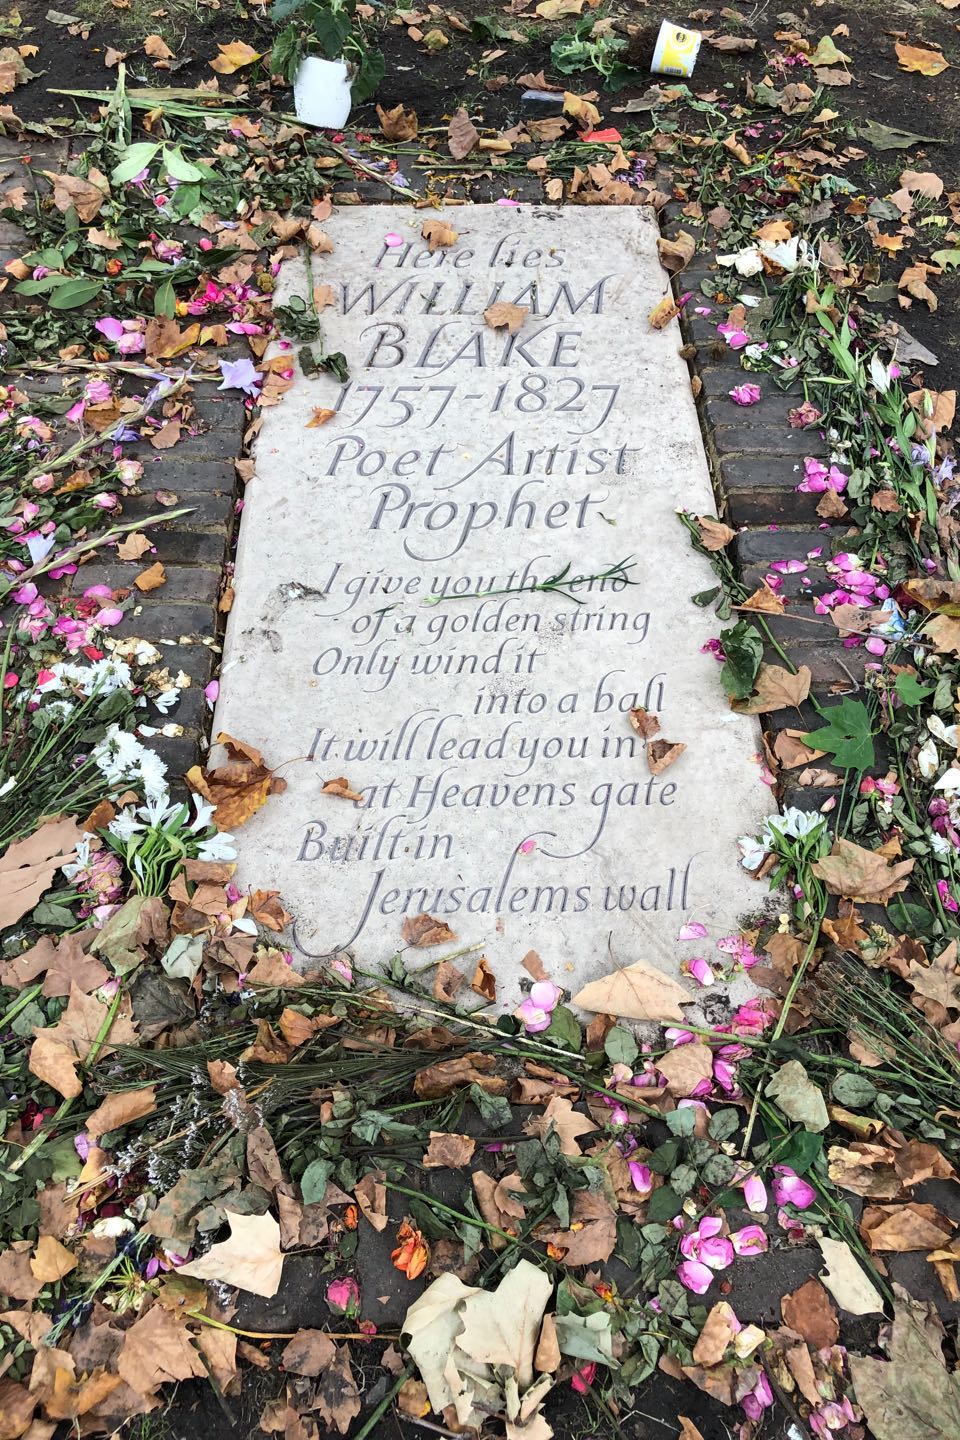 Here lies
WILLIAM
BLAKE
1757-1827
Poet Artist
Prophet
I give you the end
of a golden string
Only wind it
into a ball
It will lead you in
at Heavens gate
Built in
Jerusalems wall